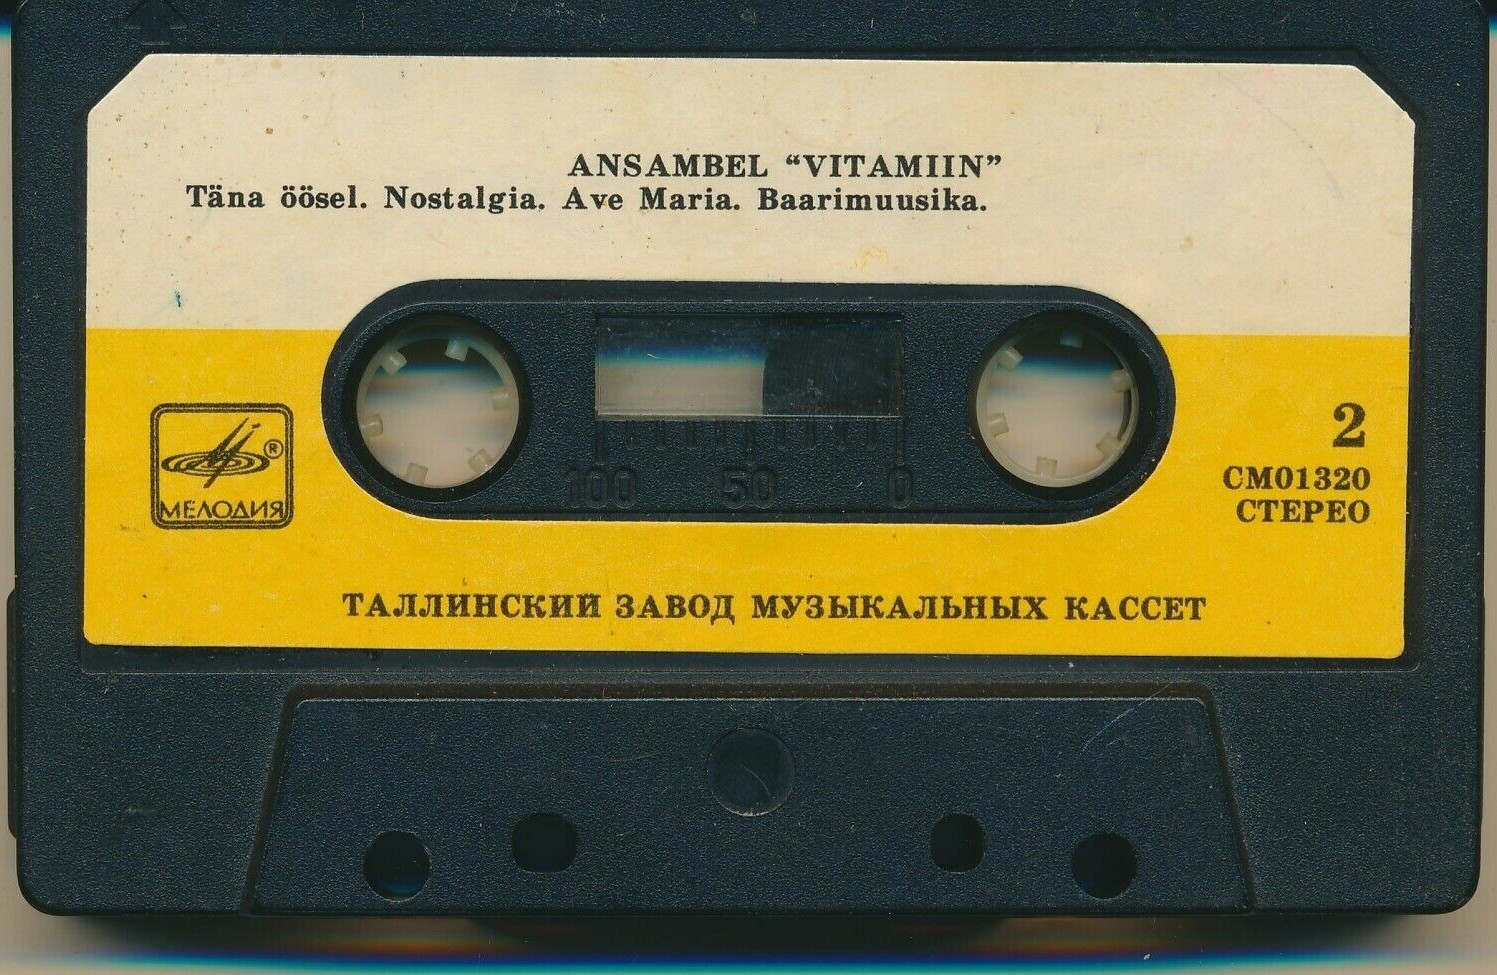 ANSAMBEL “VITAMIIN”
Täna öösel. Nostalgia. Ave Maria. Baarimuusika.
100 50 0
®
МЕЛОДИЯ
2
СМ01320
СТЕРЕО
ТАЛЛИНСКИЙ ЗАВОД МУЗЫКАЛЬНЫХ КАССЕТ